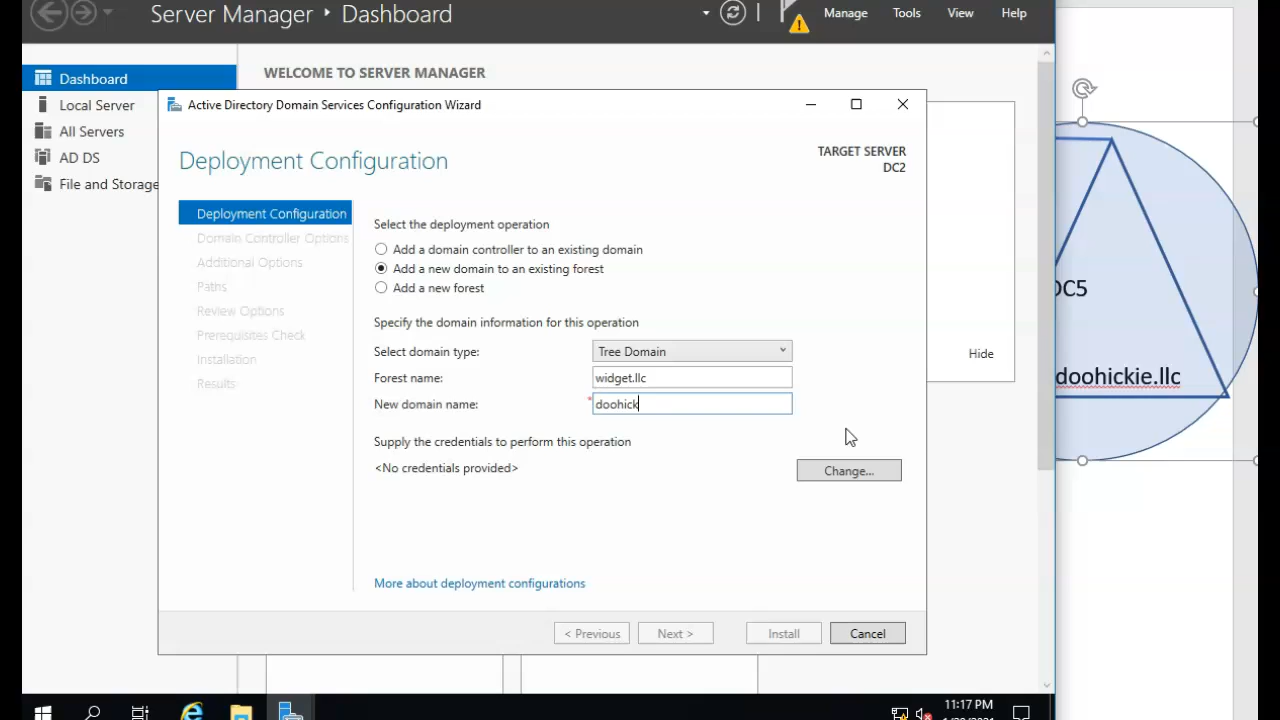 Server Manager ‣ Dashboard
Manage Tools View Help
Dashboard
Local Server
All Servers
AD DS
File and Storage
WELCOME TO SERVER MANAGER
Active Directory Domain Services Configuration Wizard
Deployment Configuration
TARGET SERVER
DC2
Deployment Configuration
Domain Controller Options
Additional Options
Paths
Review Options
Prerequisites Check
Installation
Results
Select the deployment operation
Add a domain controller to an existing domain
Add a new domain to an existing forest
Add a new forest
Specify the domain information for this operation
Select domain type: Tree Domain
Forest name: widget.llc
New domain name: * doohick
Supply the credentials to perform this operation
<No credentials provided> Change...
More about deployment configurations
< Previous Next > Install Cancel
Hide
DC5
doohickie.llc
11:17 PM